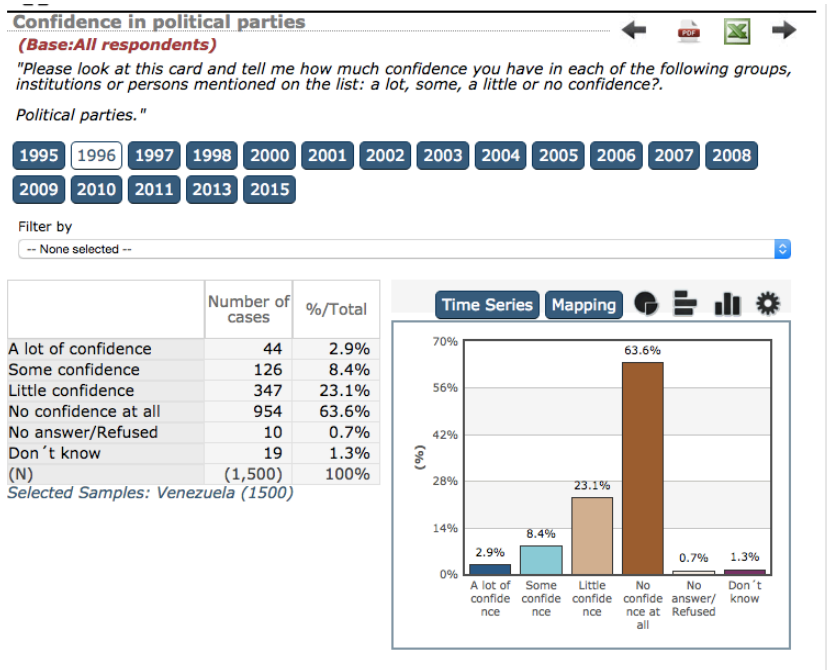 Confidence in political parties
(Base:All respondents)
PDF
"Please look at this card and tell me how much confidence you have in each of the following groups,
institutions or persons mentioned on the list: a lot, some, a little or no confidence?.
Political parties."
1995 1996 1997 1998 2000 2001 2002 2003 2004 2005 2006 2007 2008
2009 2010 2011 2013 2015
Filter by
-- None selected --
Number of
cases
%/Total
A lot of confidence 44 2.9%
Some confidence 126 8.4%
Little confidence 347 23.1%
No confidence at all 954 63.6%
No answer/Refused 10 0.7%
Don´t know 19 1.3%
(N) (1,500) 100%
Selected Samples: Venezuela (1500)
Time Series Mapping
70%
63.6%
56%
42%
(%)
28%
23.1%
14%
8.4%
2.9%
0.7%
1.3%
0%
A lot of Some Little No No Don´t
confide confide confide confide answer/ know
nce nce nce nce at Refused
all